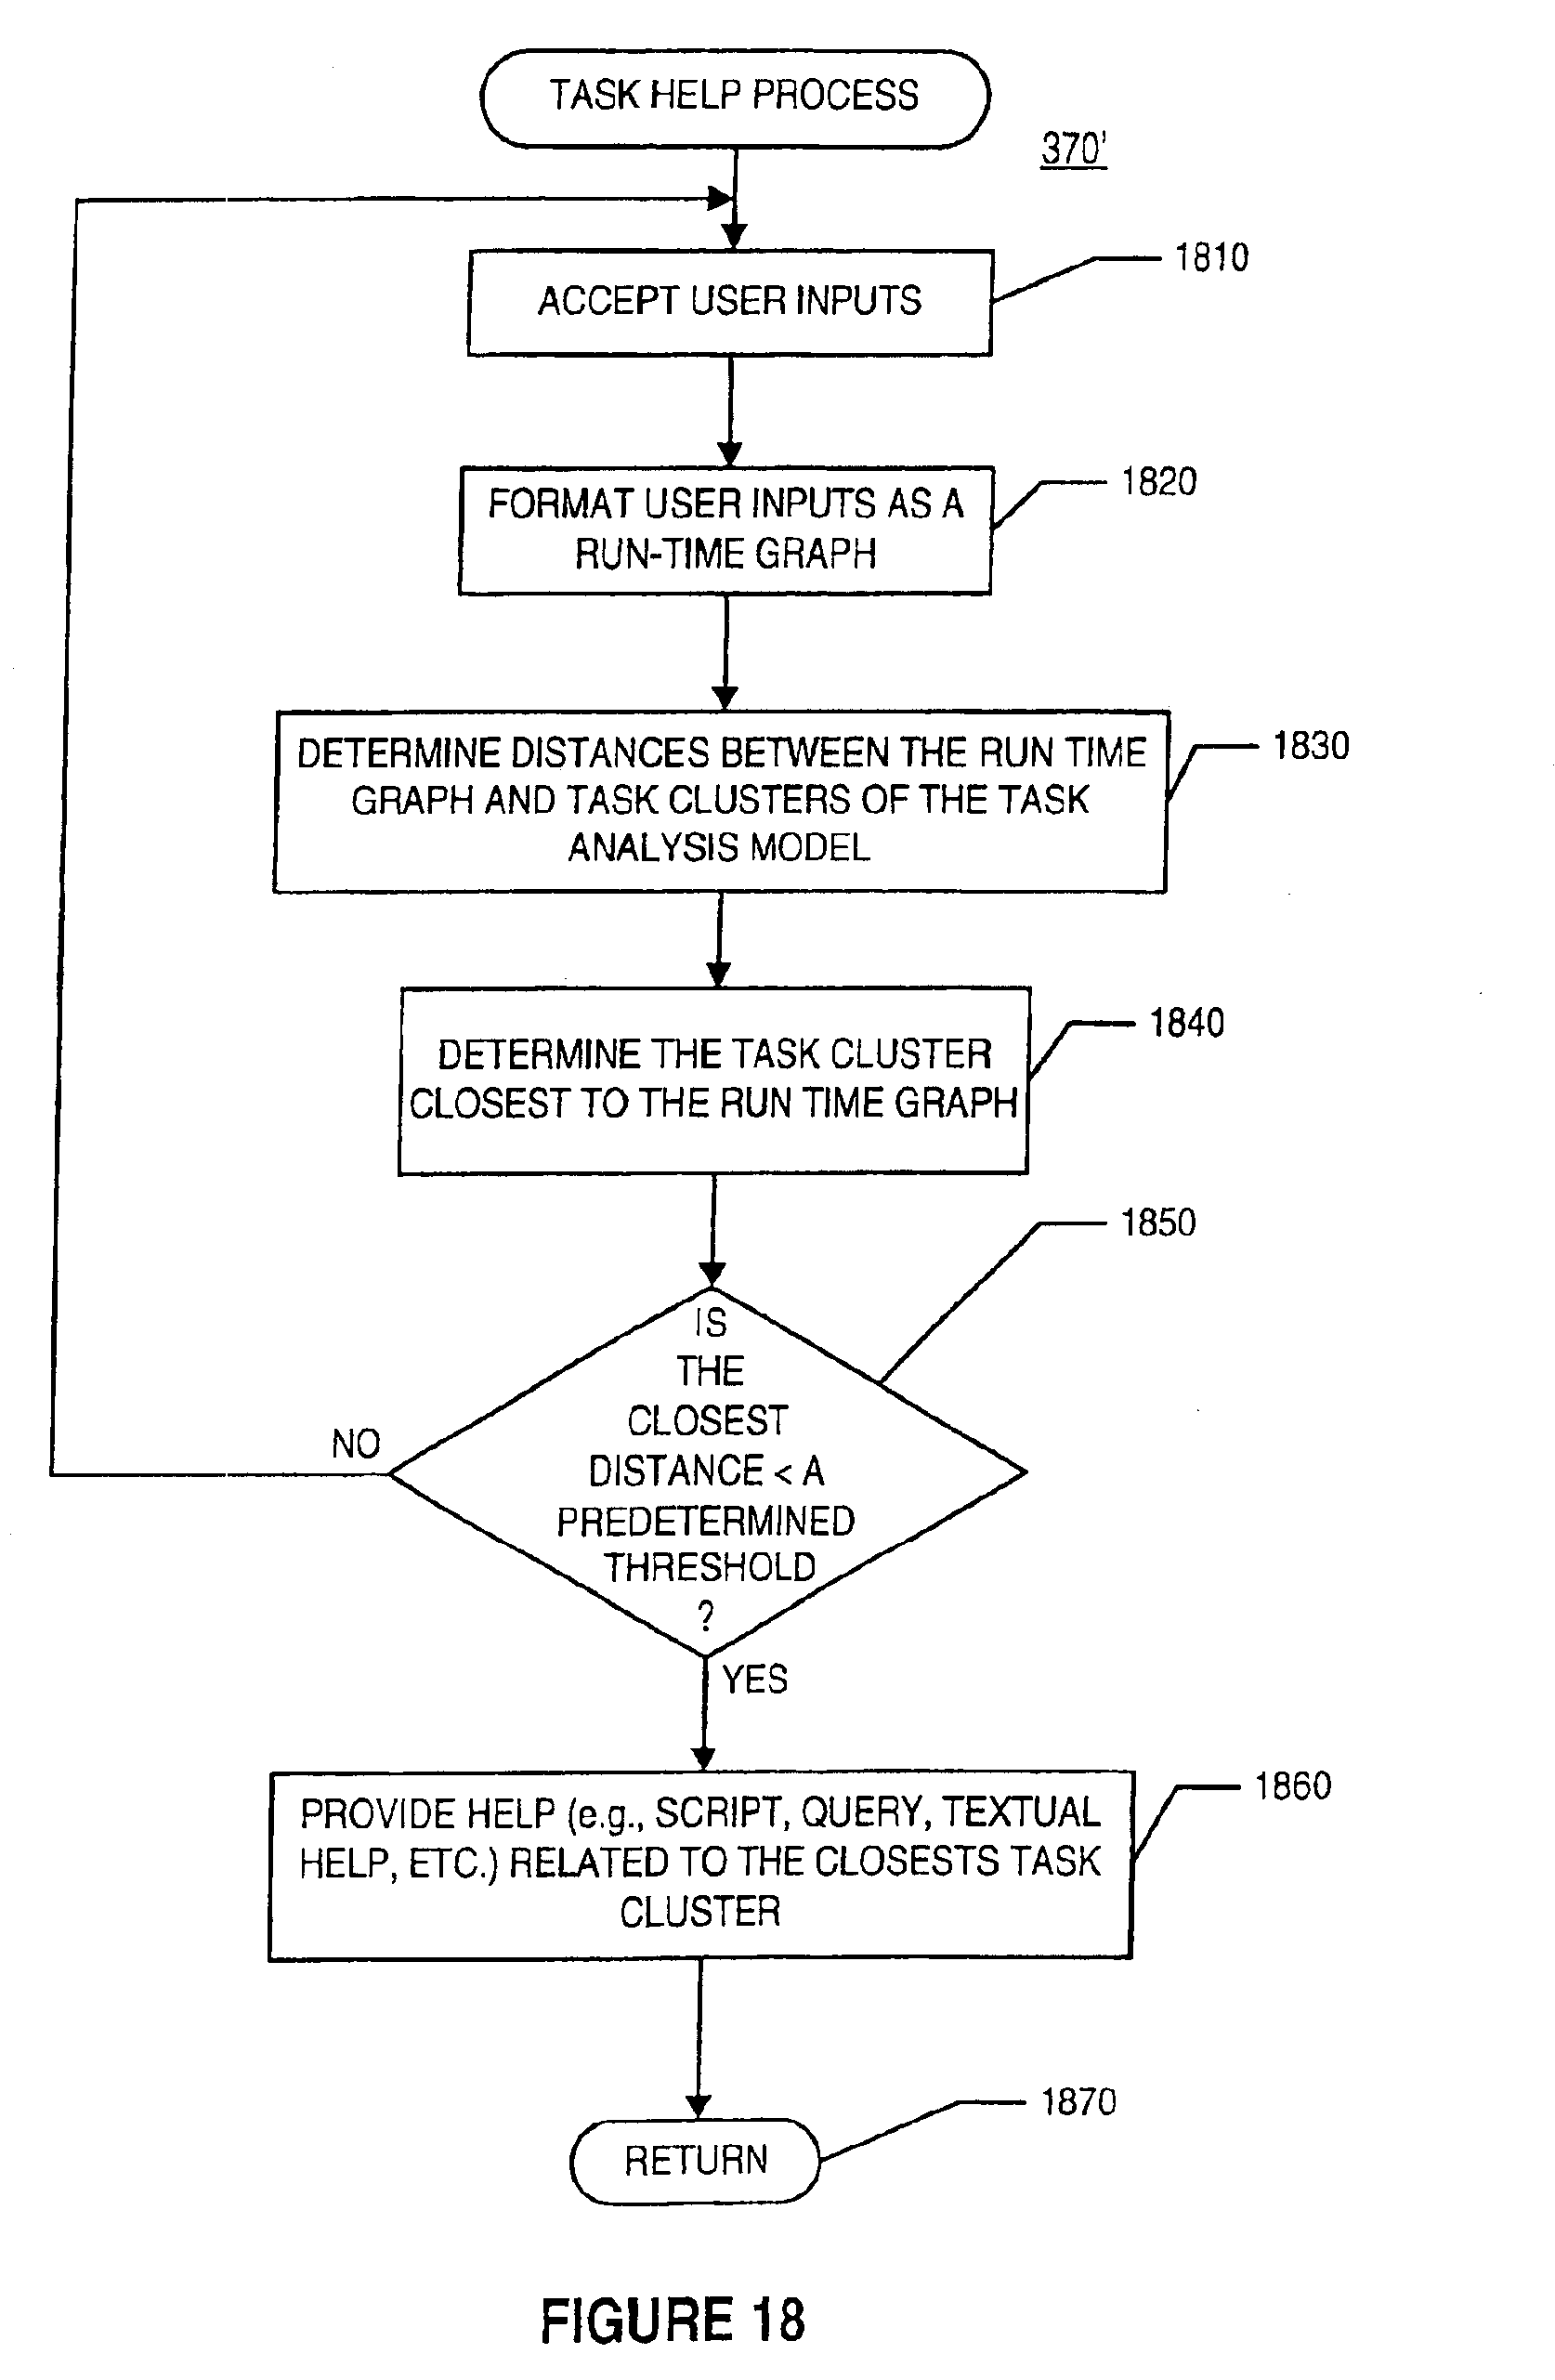 TASK HELP PROCESS
370'
1810
ACCEPT USER INPUTS
1820
FORMAT USER INPUTS AS A
RUN-TIME GRAPH
1830
DETERMINE DISTANCES BETWEEN THE RUN TIME
GRAPH AND TASK CLUSTERS OF THE TASK
ANALYSIS MODEL
1840
DETERMINE THE TASK CLUSTER
CLOSEST TO THE RUN TIME GRAPH
1850
IS
THE
CLOSEST
DISTANCE < A
PREDETERMINED
THRESHOLD
?
NO
YES
1860
PROVIDE HELP (e.g., SCRIPT, QUERY, TEXTUAL
HELP, ETC.) RELATED TO THE CLOSESTS TASK
CLUSTER
1870
RETURN
FIGURE 18